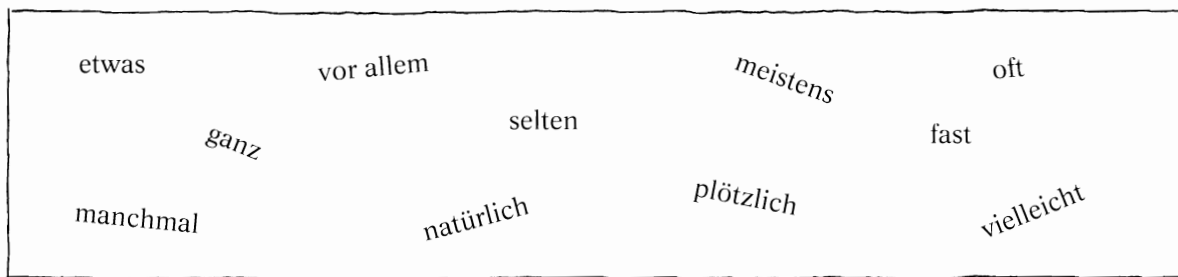 etwas
vor allem
meistens
oft
ganz
selten
fast
manchmal
natürlich
plötzlich
vielleicht